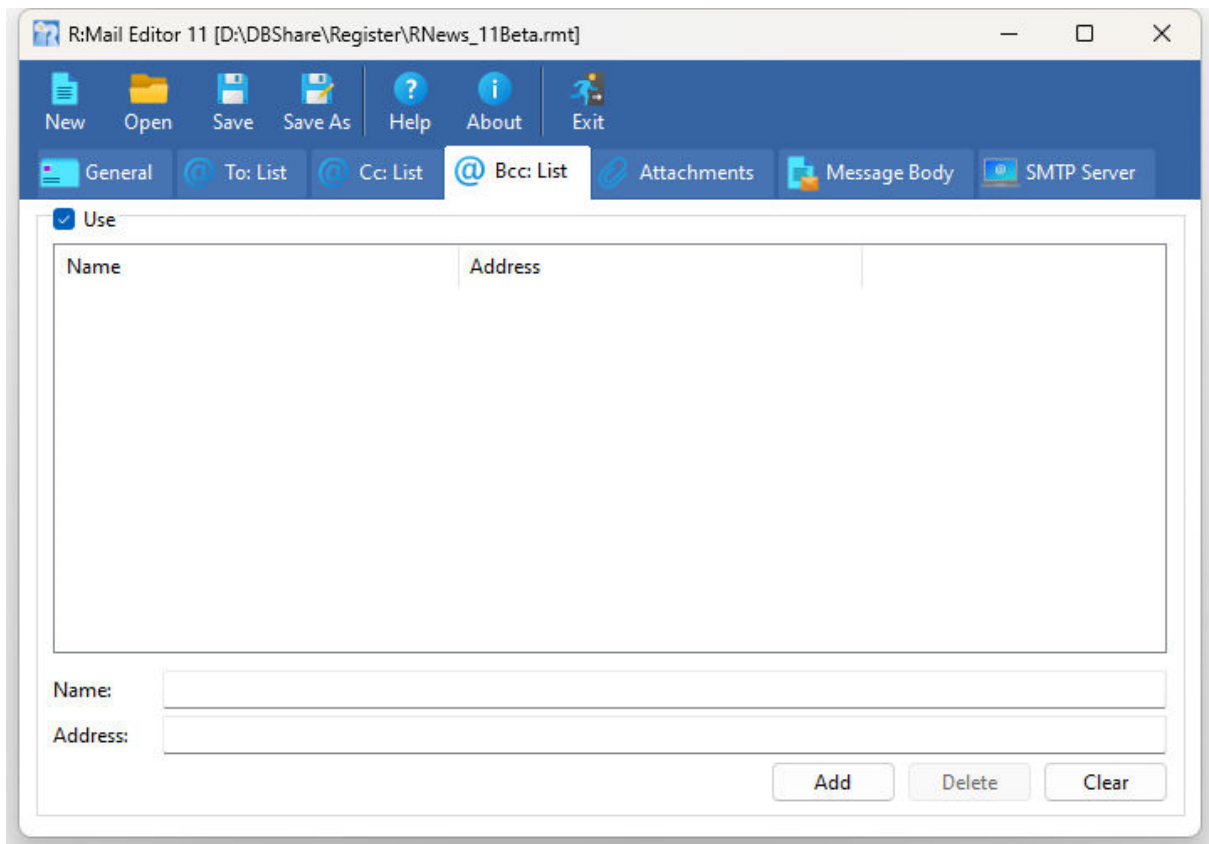 R:Mail Editor 11 [D:\DBShare\Register\RNews_11Beta.rmt]
New Open Save Save As Help About Exit
General To: List Cc: List Bcc: List Attachments Message Body SMTP Server
Use
Name Address
Name:
Address:
Add Delete Clear